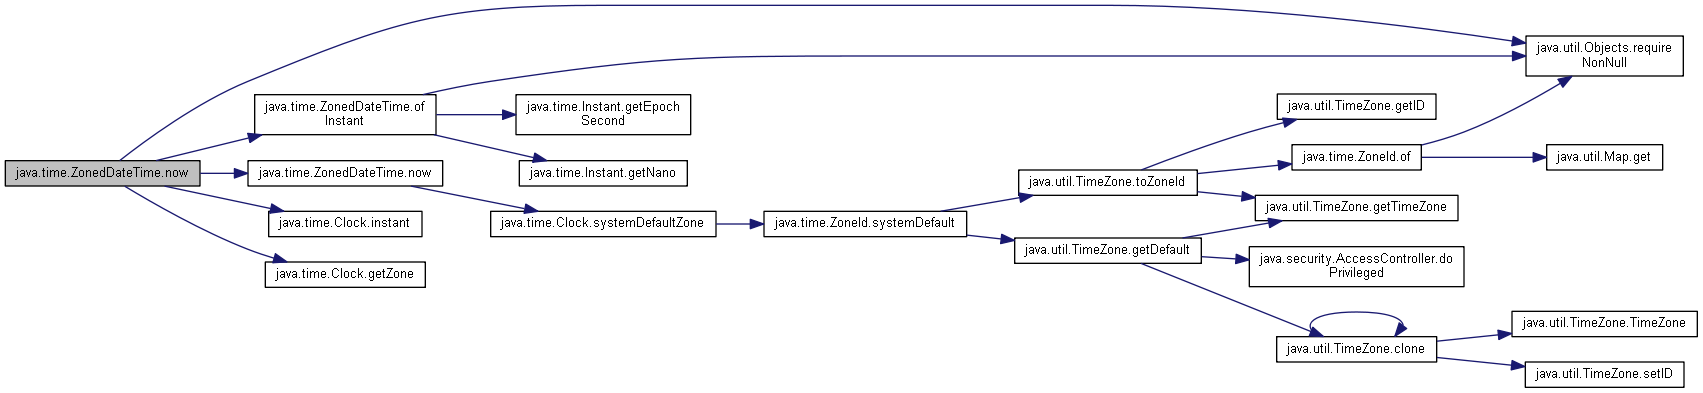 java.util.Objects.require
NonNull
java.time.ZonedDateTime.of
Instant
java.time.Instant.getEpoch
Second
java.util.TimeZone.getID
java.time.ZoneId.of
java.util.Map.get
java.time.ZonedDateTime.now
java.time.ZonedDateTime.now
java.time.Instant.getNano
java.util.TimeZone.toZoneId
java.util.TimeZone.getTimeZone
java.time.Clock.instant
java.time.Clock.systemDefaultZone
java.time.ZoneId.systemDefault
java.util.TimeZone.getDefault
java.security.AccessController.do
Privileged
java.time.Clock.getZone
java.util.TimeZone.TimeZone
java.util.TimeZone.clone
java.util.TimeZone.setID